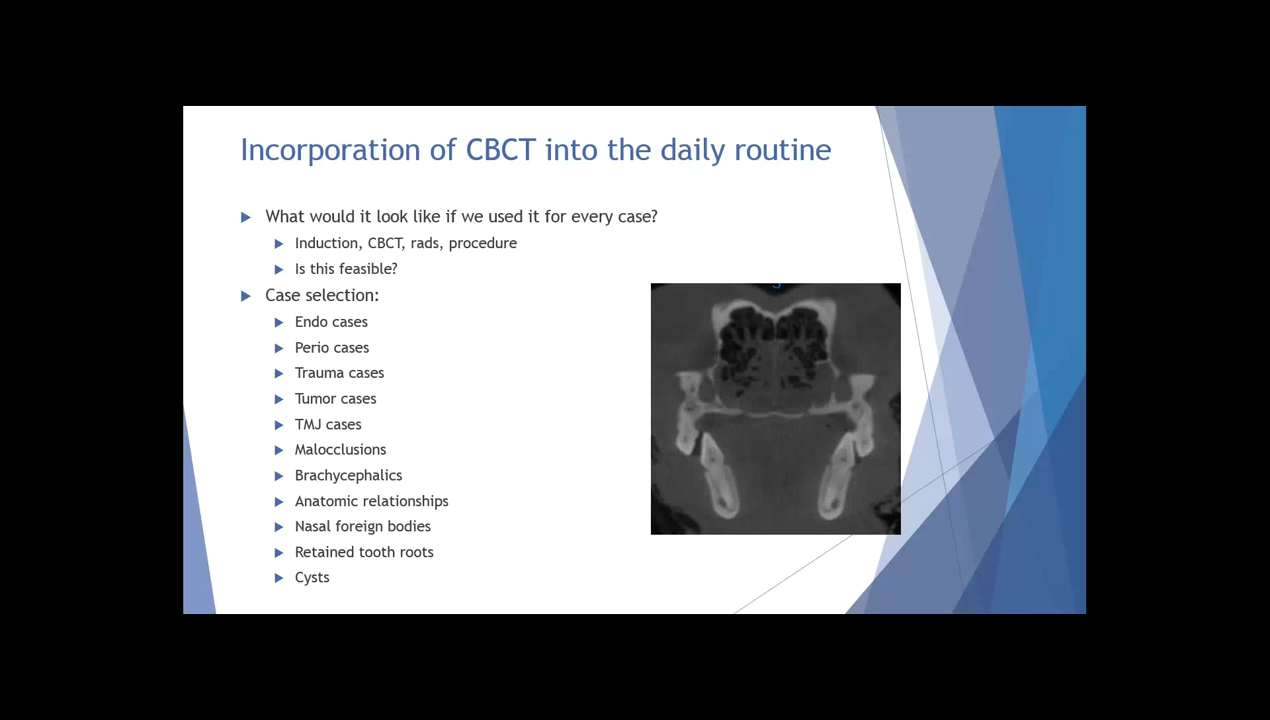 Incorporation of CBCT into the daily routine
What would it look like if we used it for every case?
Induction, CBCT, rads, procedure
Is this feasible?
Case selection:
Endo cases
Perio cases
Trauma cases
Tumor cases
TMJ cases
Malocclusions
Brachycephalics
Anatomic relationships
Nasal foreign bodies
Retained tooth roots
Cysts